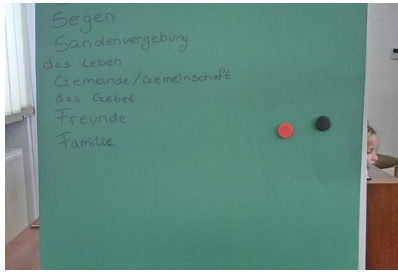 Segen
Sündenvergebung
das Leben
Gemeinde/Gemeinschaft
das Gebet
Freunde
Familie